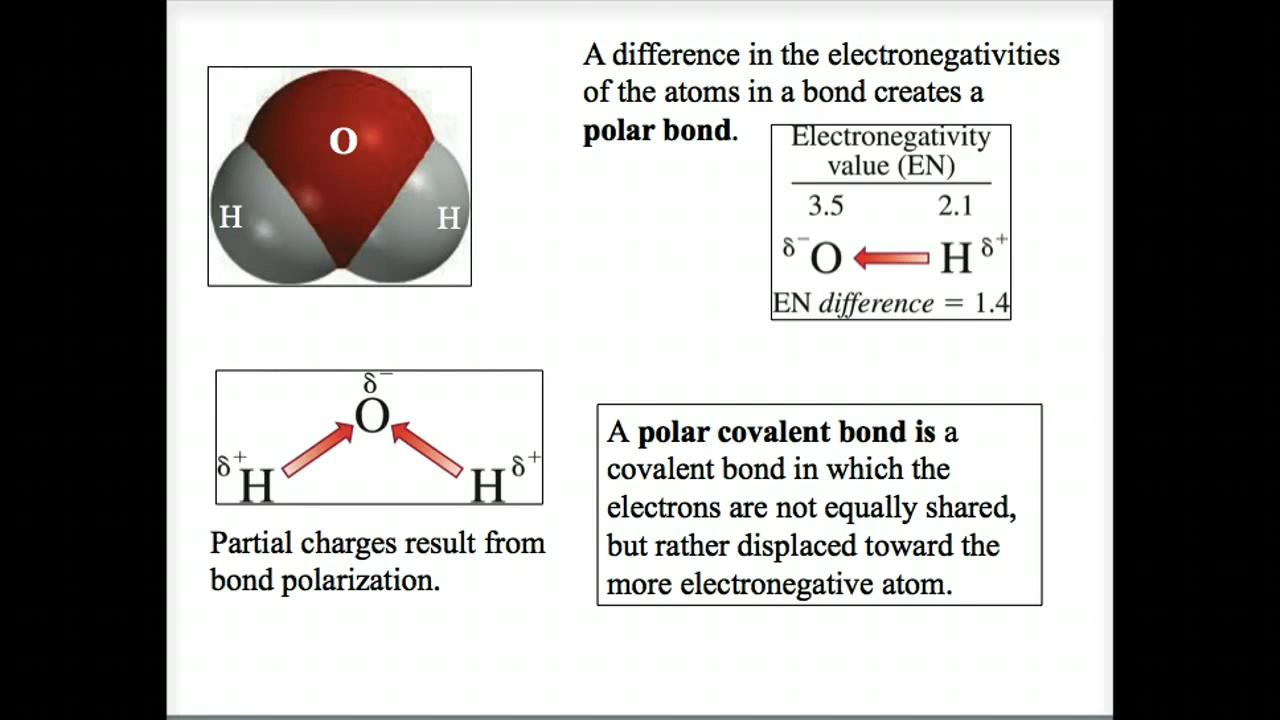 O
H H
A difference in the electronegativities
of the atoms in a bond creates a
polar bond.
Electronegativity
value (EN)
3.5 2.1
δ⁻ O H δ⁺
EN difference = 1.4
δ⁻
O
δ⁺ H H δ⁺
Partial charges result from
bond polarization.
A polar covalent bond is a
covalent bond in which the
electrons are not equally shared,
but rather displaced toward the
more electronegative atom.